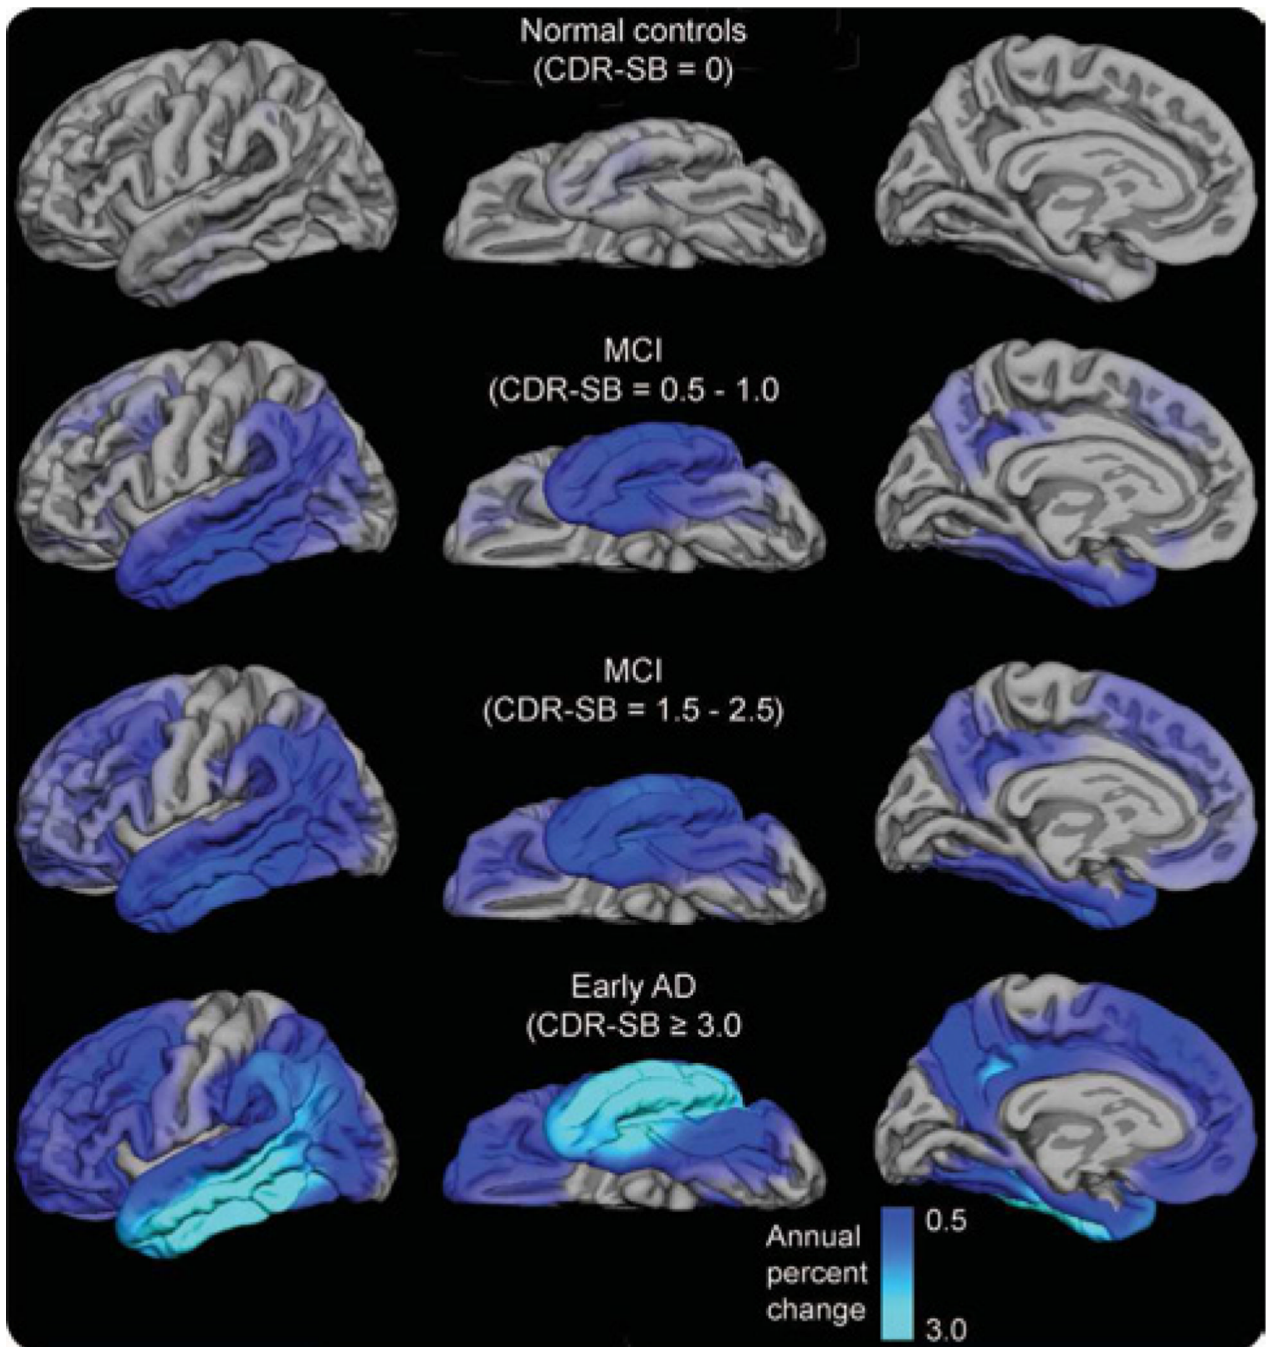 Normal controls
(CDR-SB = 0)
MCI
(CDR-SB = 0.5 - 1.0
MCI
(CDR-SB = 1.5 - 2.5)
Early AD
(CDR-SB ≥ 3.0
Annual
percent
change
0.5
3.0